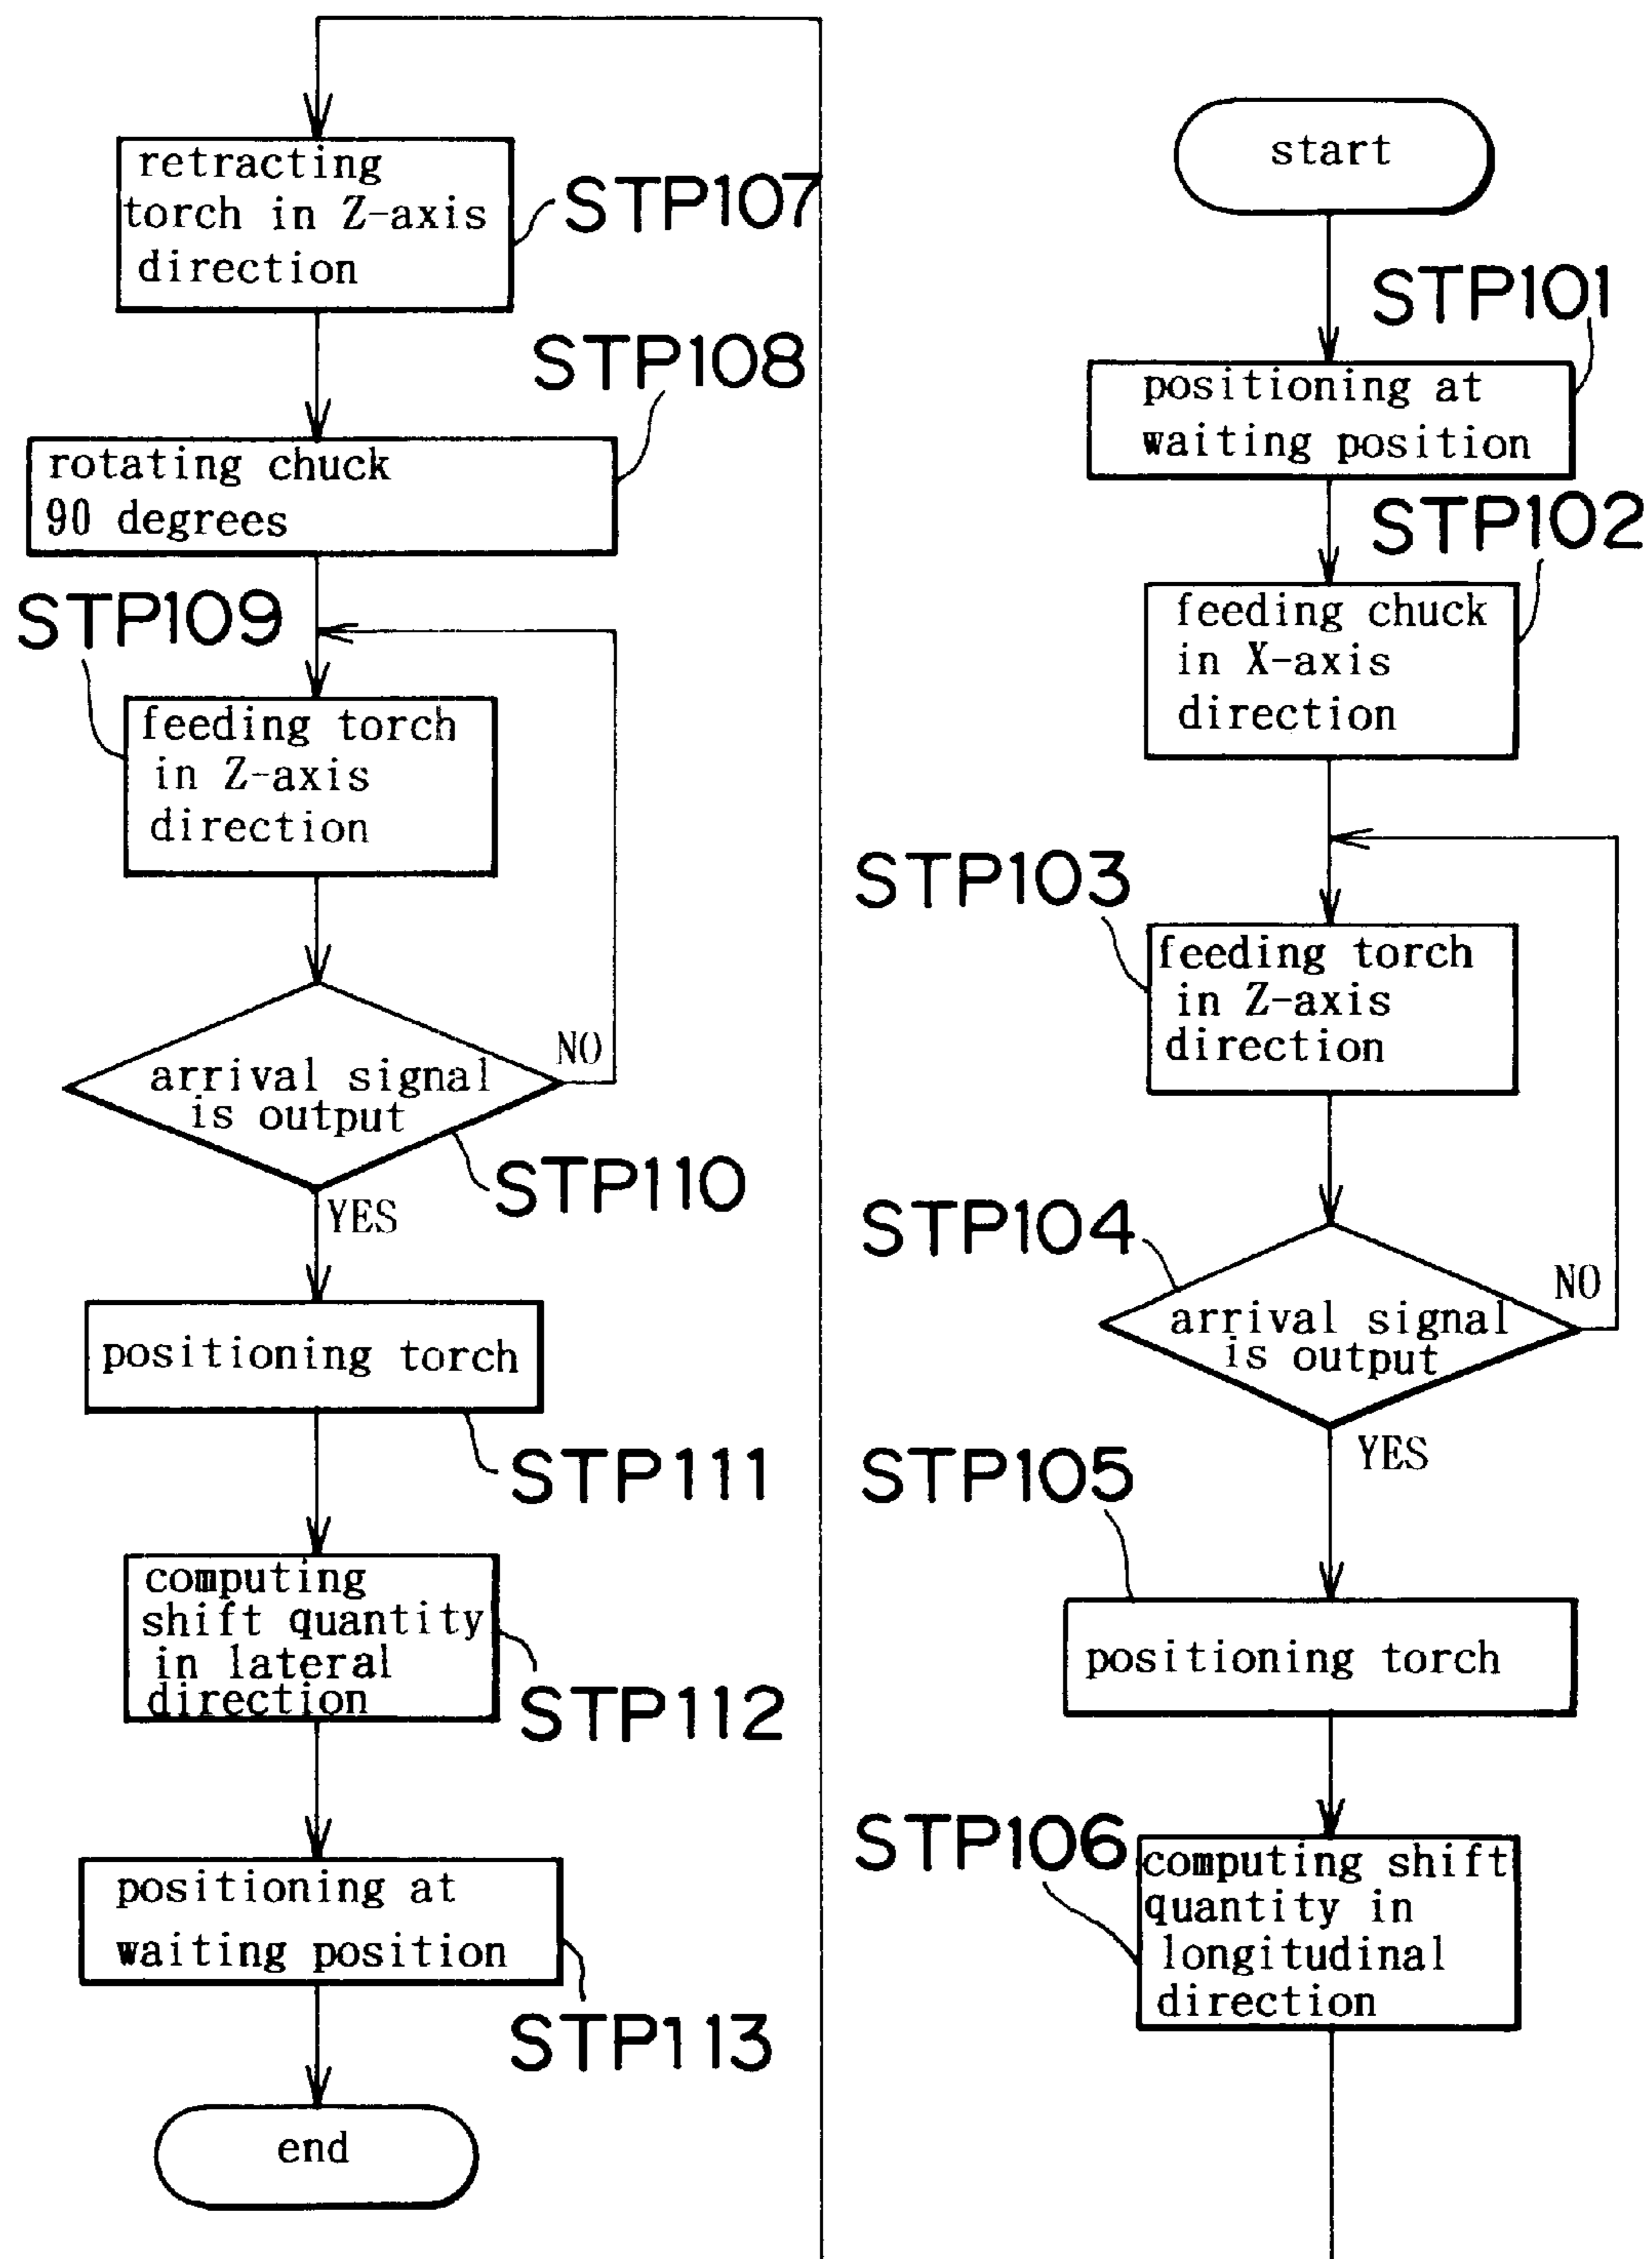 start
STP101
positioning at
waiting position
STP102
feeding chuck
in X-axis
direction
STP103
feeding torch
in Z-axis
direction
STP104
arrival signal
is output
NO
YES
STP105
positioning torch
STP106
computing shift
quantity in
longitudinal
direction
retracting
torch in Z-axis
direction
STP107
STP108
rotating chuck
90 degrees
STP109
feeding torch
in Z-axis
direction
arrival signal
is output
NO
STP110
YES
positioning torch
STP111
computing
shift quantity
in lateral
direction
STP112
positioning at
waiting position
STP113
end